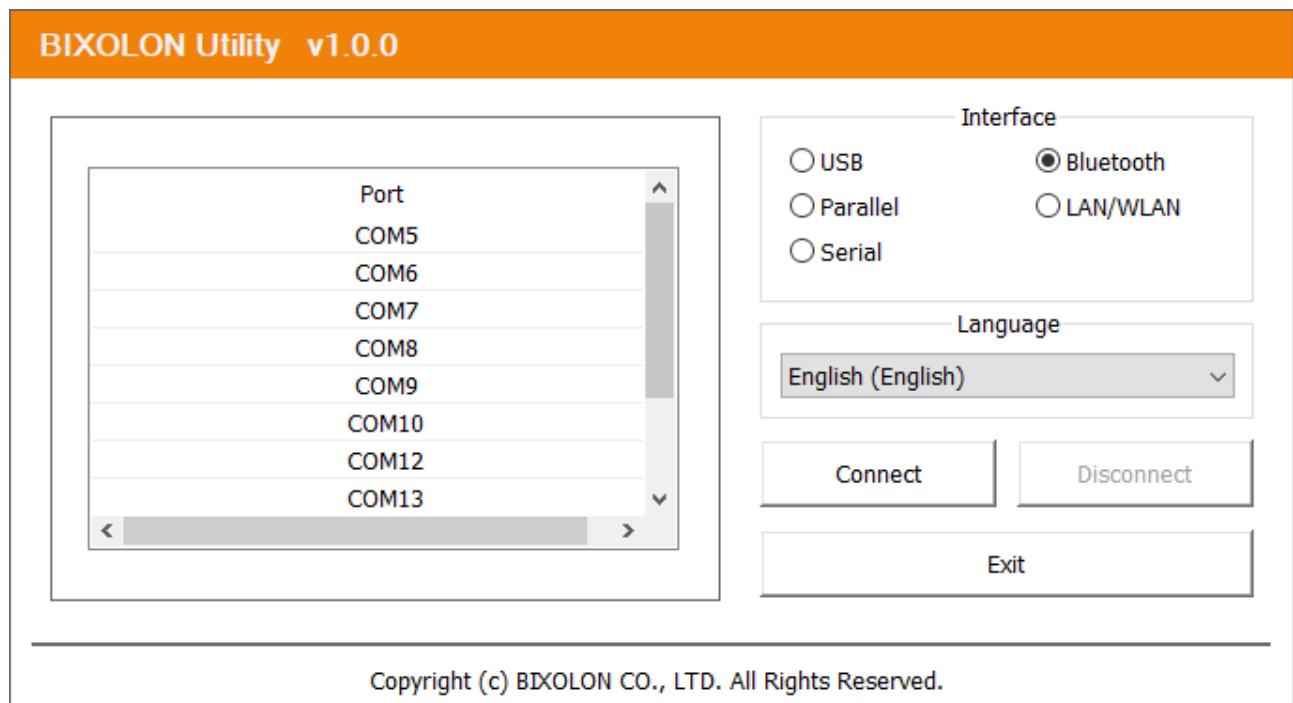 BIXOLON Utility v1.0.0
Port
COM5
COM6
COM7
COM8
COM9
COM10
COM12
COM13
Interface
USB
Bluetooth
Parallel
LAN/WLAN
Serial
Language
English (English)
Connect
Disconnect
Exit
Copyright (c) BIXOLON CO., LTD. All Rights Reserved.